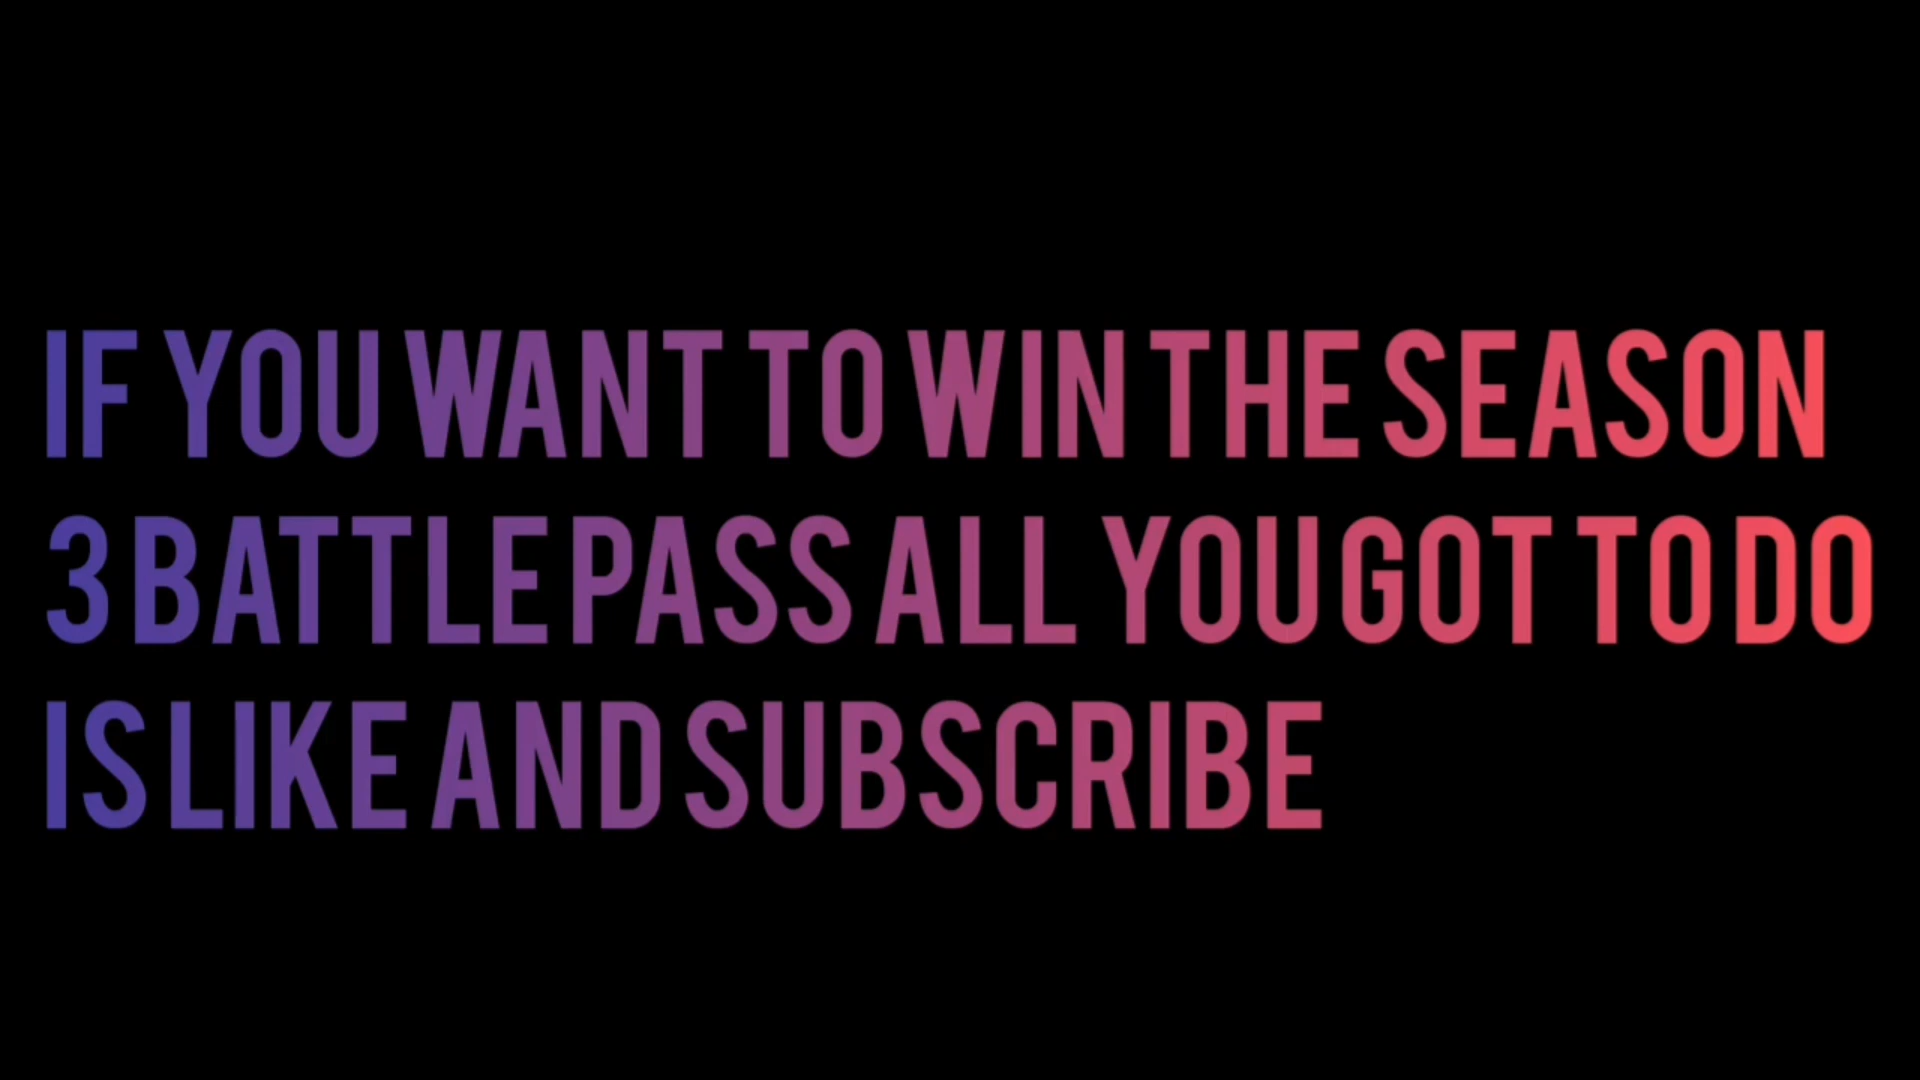 IF YOU WANT TO WIN THE SEASON
3 BATTLE PASS ALL YOU GOT TO DO
IS LIKE AND SUBSCRIBE